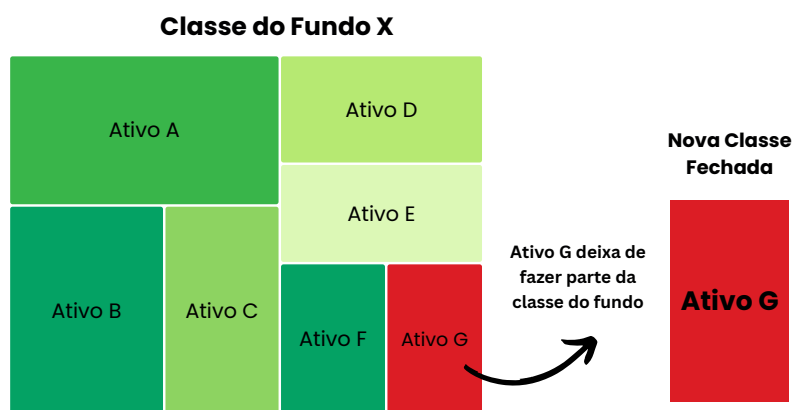 Classe do Fundo X
Ativo A
Ativo D
Ativo E
Ativo B
Ativo C
Ativo F
Ativo G
Ativo G deixa de
fazer parte da
classe do fundo
Nova Classe
Fechada
Ativo G